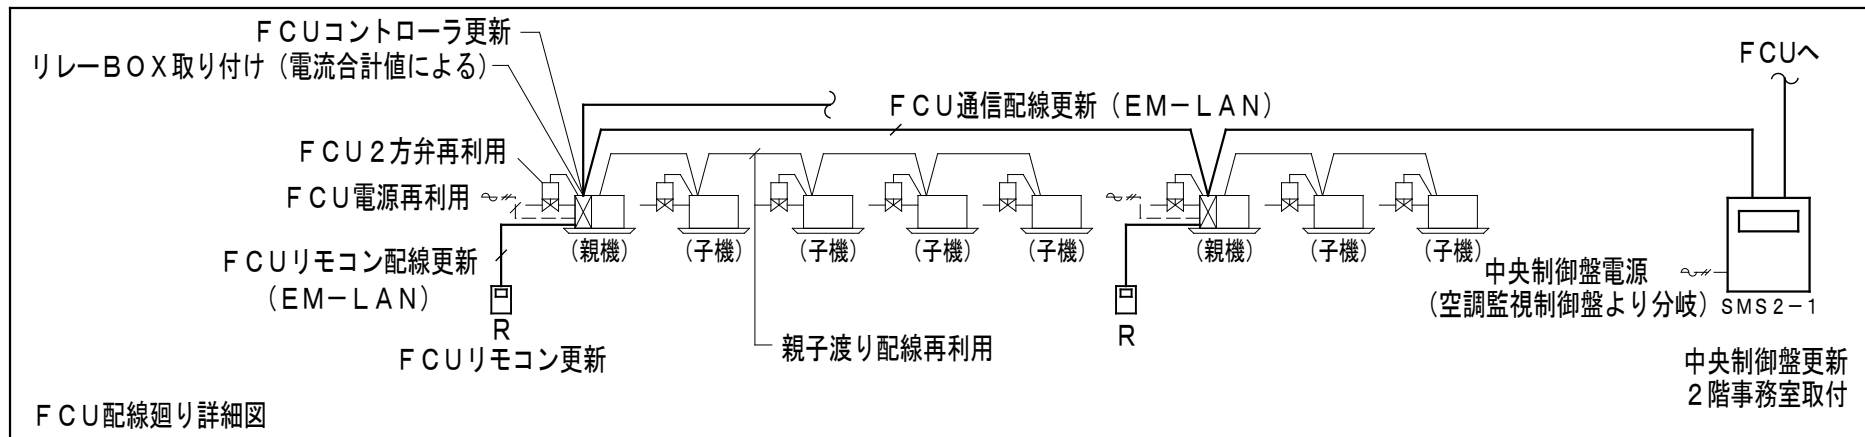 FCUコントローラ更新
リレーBOX取り付け（電流合計値による）
FCUへ
FCU通信配線更新（EM－LAN）
FCU2方弁再利用
FCU電源再利用
（親機）
（子機）
（子機）
（子機）
（子機）
（親機）
（子機）
（子機）
FCUリモコン配線更新
（EM－LAN）
中央制御盤電源
（空調監視制御盤より分岐）
SMS2－1
R
R
FCUリモコン更新
親子渡り配線再利用
中央制御盤更新
2階事務室取付
FCU配線廻り詳細図